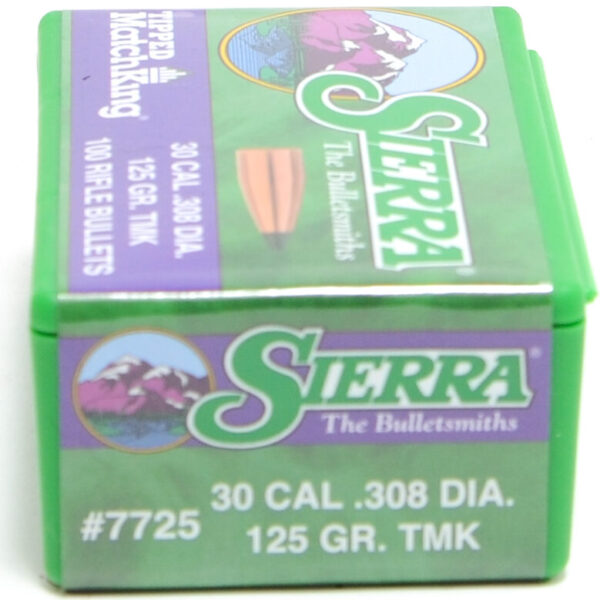 SIERRA®
The Bulletsmiths
TIPPED
MatchKing®
30 CAL .308 DIA.
125 GR. TMK
100 RIFLE BULLETS
SIERRA®
The Bulletsmiths
#7725
30 CAL .308 DIA.
125 GR. TMK